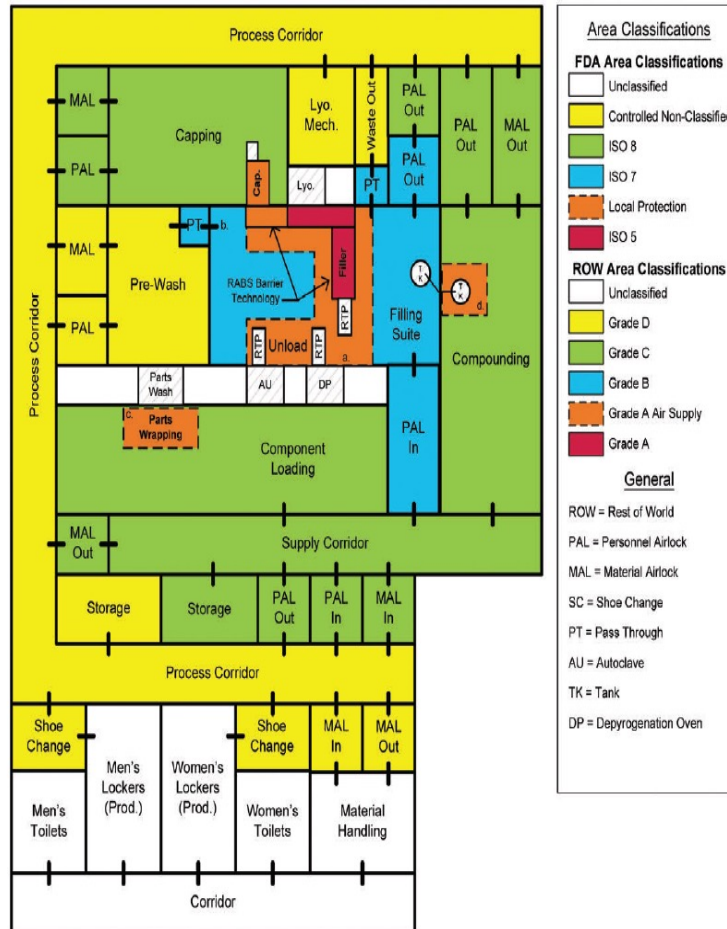 Process Corridor
MAL
PAL
Capping
Lyo.
Mech.
Waste Out
PAL
Out
PAL
Out
MAL
Out
PAL
Out
Cap.
Lyo.
PT
MAL
PAL
Pre-Wash
PT
b.
RABS Barrier
Technology
Filler
RTP
RTP
RTP
Unload
a.
Filling
Suite
T
K
T
K
d.
Compounding
Process Corridor
Parts
Wash
AU
DP
c.
Parts
Wrapping
Component
Loading
PAL
In
MAL
Out
Supply Corridor
Storage
Storage
PAL
Out
PAL
In
MAL
In
Process Corridor
Shoe
Change
Men's
Lockers
(Prod.)
Women's
Lockers
(Prod.)
Shoe
Change
MAL
In
MAL
Out
Men's
Toilets
Women's
Toilets
Material
Handling
Corridor
Area Classifications
FDA Area Classifications
Unclassified
Controlled Non-Classified
ISO 8
ISO 7
Local Protection
ISO 5
ROW Area Classifications
Unclassified
Grade D
Grade C
Grade B
Grade A Air Supply
Grade A
General
ROW = Rest of World
PAL = Personnel Airlock
MAL = Material Airlock
SC = Shoe Change
PT = Pass Through
AU = Autoclave
TK = Tank
DP = Depyrogenation Oven